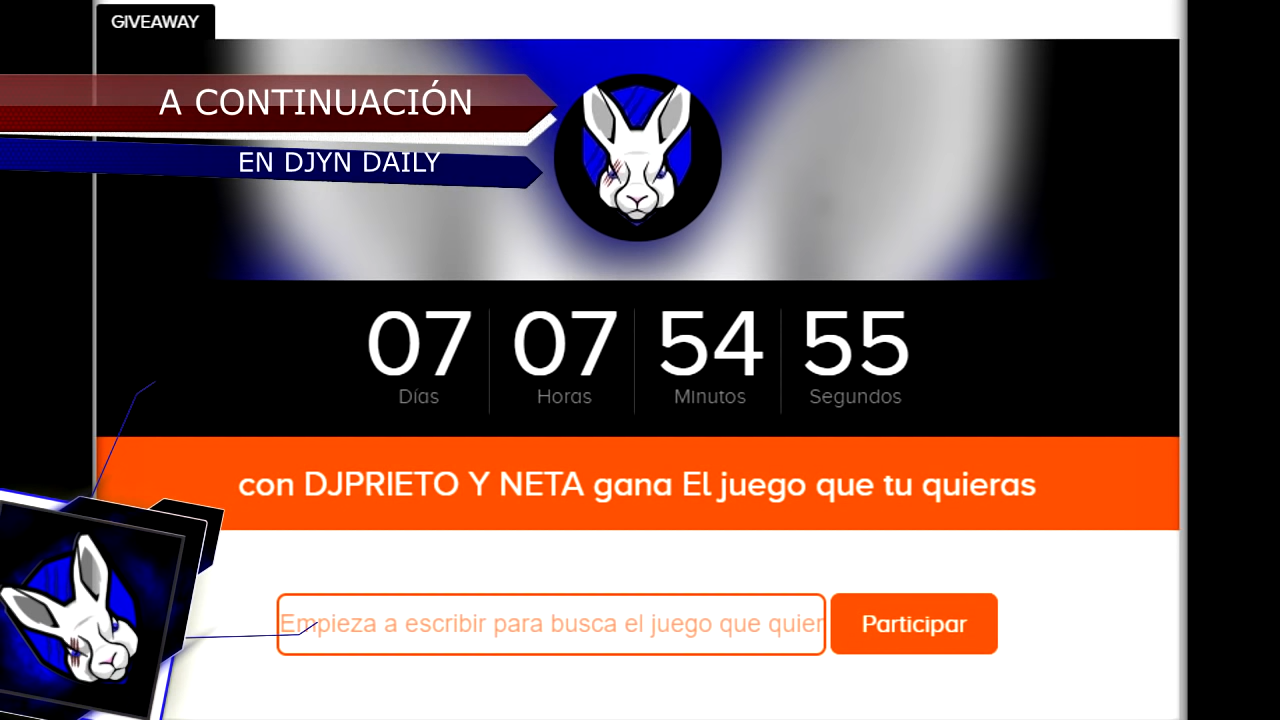 GIVEAWAY
A CONTINUACIÓN
EN DJYN DAILY
07 07 54 55
Días Horas Minutos Segundos
con DJPRIETO Y NETA gana El juego que tu quieras
Empieza a escribir para busca el juego que quier
Participar